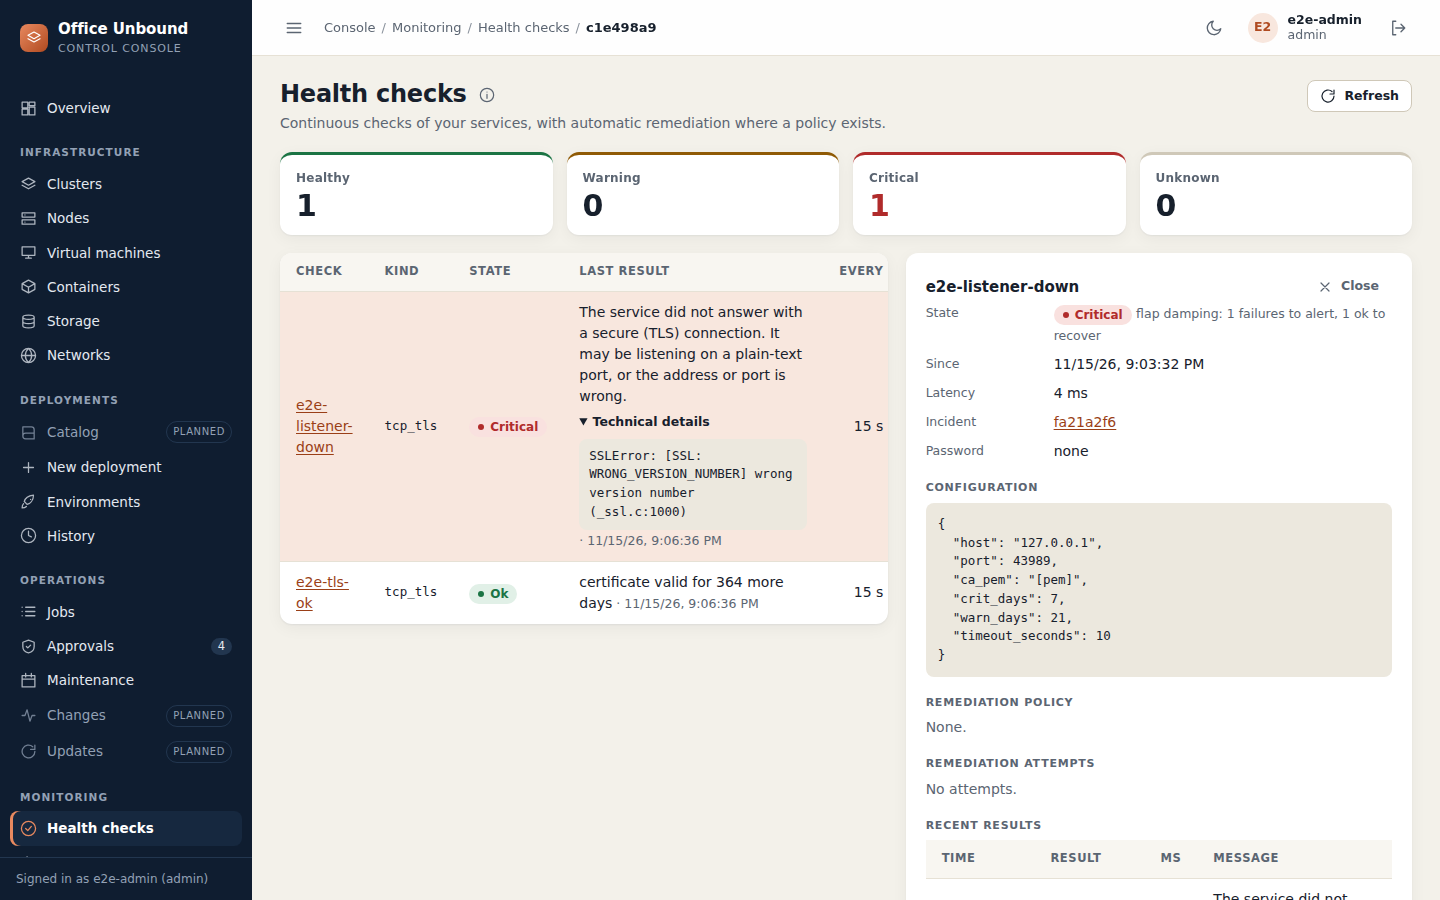 Office Unbound
CONTROL CONSOLE
Overview
INFRASTRUCTURE
Clusters
Nodes
Virtual machines
Containers
Storage
Networks
DEPLOYMENTS
Catalog PLANNED
New deployment
Environments
History
OPERATIONS
Jobs
Approvals 4
Maintenance
Changes PLANNED
Updates PLANNED
MONITORING
Health checks
Signed in as e2e-admin (admin)
Console / Monitoring / Health checks / c1e498a9
E2 e2e-admin
admin
Health checks
Continuous checks of your services, with automatic remediation where a policy exists.
Refresh
Healthy
1
Warning
0
Critical
1
Unknown
0
CHECK KIND STATE LAST RESULT EVERY
e2e-
listener-
down
tcp_tls
Critical
The service did not answer with
a secure (TLS) connection. It
may be listening on a plain-text
port, or the address or port is
wrong.
▼ Technical details
SSLError: [SSL:
WRONG_VERSION_NUMBER] wrong
version number
(_ssl.c:1000)
· 11/15/26, 9:06:36 PM
15 s
e2e-tls-
ok
tcp_tls
Ok
certificate valid for 364 more
days · 11/15/26, 9:06:36 PM
15 s
e2e-listener-down
Close
State Critical flap damping: 1 failures to alert, 1 ok to
recover
Since 11/15/26, 9:03:32 PM
Latency 4 ms
Incident fa21a2f6
Password none
CONFIGURATION
{
"host": "127.0.0.1",
"port": 43989,
"ca_pem": "[pem]",
"crit_days": 7,
"warn_days": 21,
"timeout_seconds": 10
}
REMEDIATION POLICY
None.
REMEDIATION ATTEMPTS
No attempts.
RECENT RESULTS
TIME RESULT MS MESSAGE
The service did not